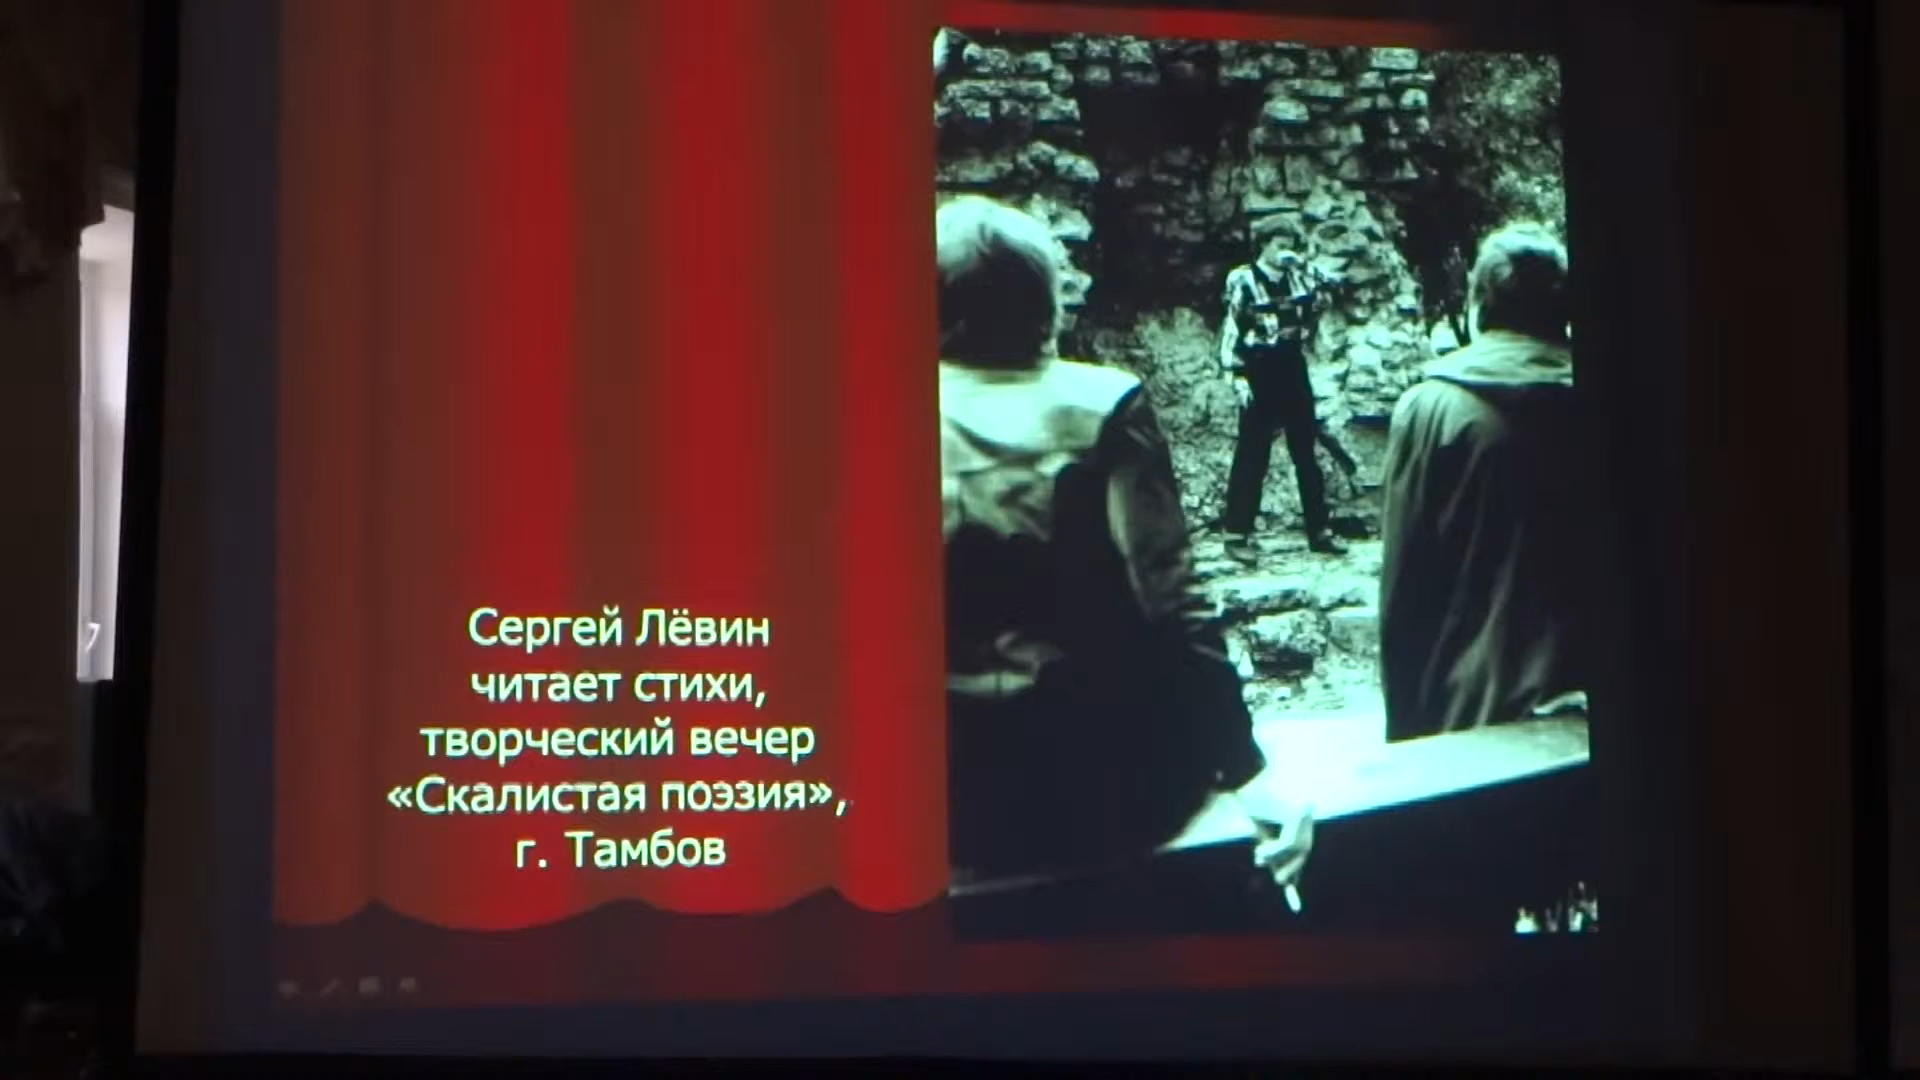 Сергей Лёвин
читает стихи,
творческий вечер
«Скалистая поэзия»,
г. Тамбов